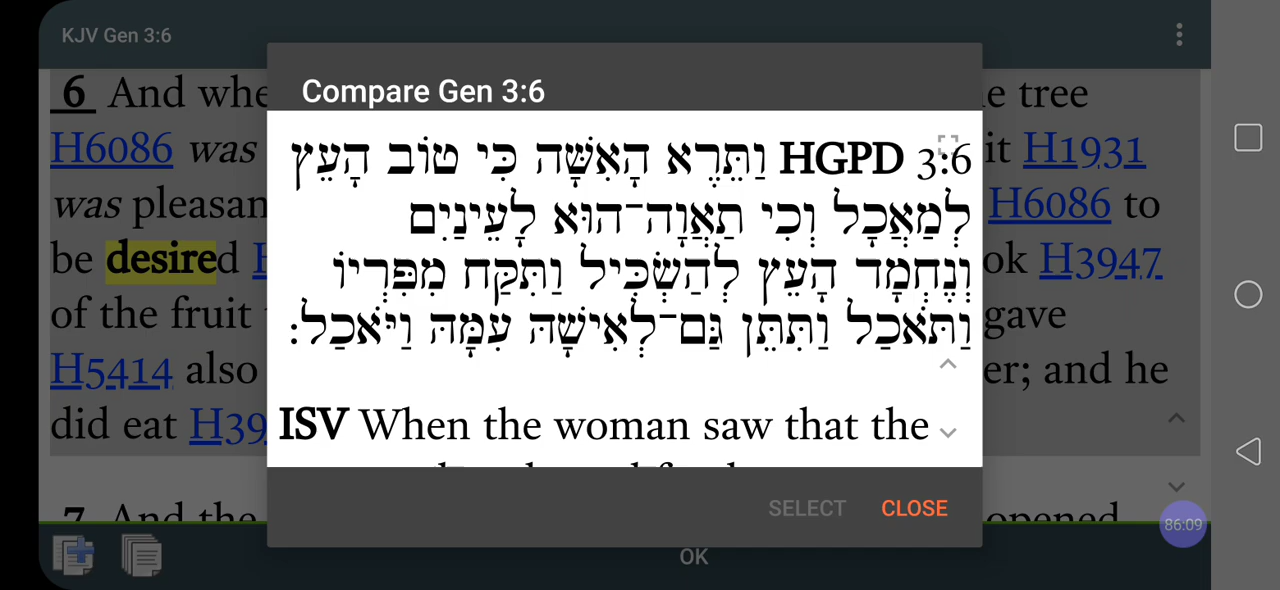 KJV Gen 3:6
Compare Gen 3:6
6 And whe
e tree
H6086 was
it H1931
was pleasan
H6086 to
be desired H
ok H3947
of the fruit
gave
H5414 also
er; and he
did eat H39
7 And the
opened
3:6 HGPD וַתֵּרֶא הָאִשָּׁה כִּי טוֹב הָעֵץ
לְמַאֲכָל וְכִי תַאֲוָה־הוּא לָעֵינַיִם
וְנֶחְמָד הָעֵץ לְהַשְׂכִּיל וַתִּקַּח מִפִּרְיוֹ
וַתֹּאכַל וַתִּתֵּן גַּם־לְאִישָׁהּ עִמָּהּ וַיֹּאכַל׃
ISV When the woman saw that the
SELECT CLOSE
OK
86:09